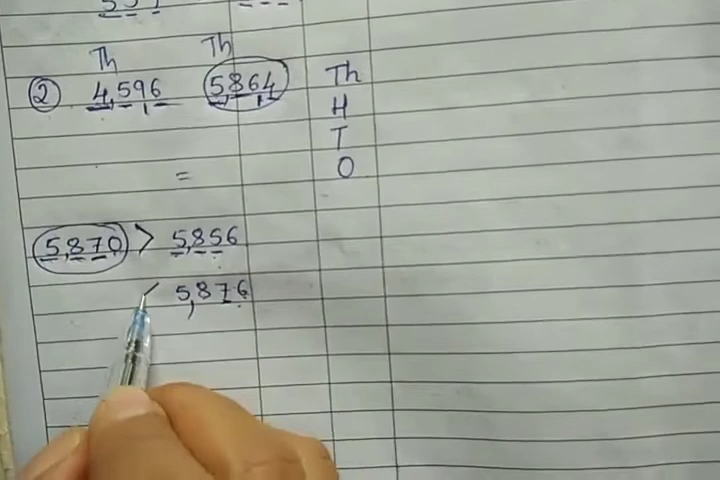 Th Th
② 4,596 5,864 Th
H
T
=
O
5,870 > 5,856
< 5,876